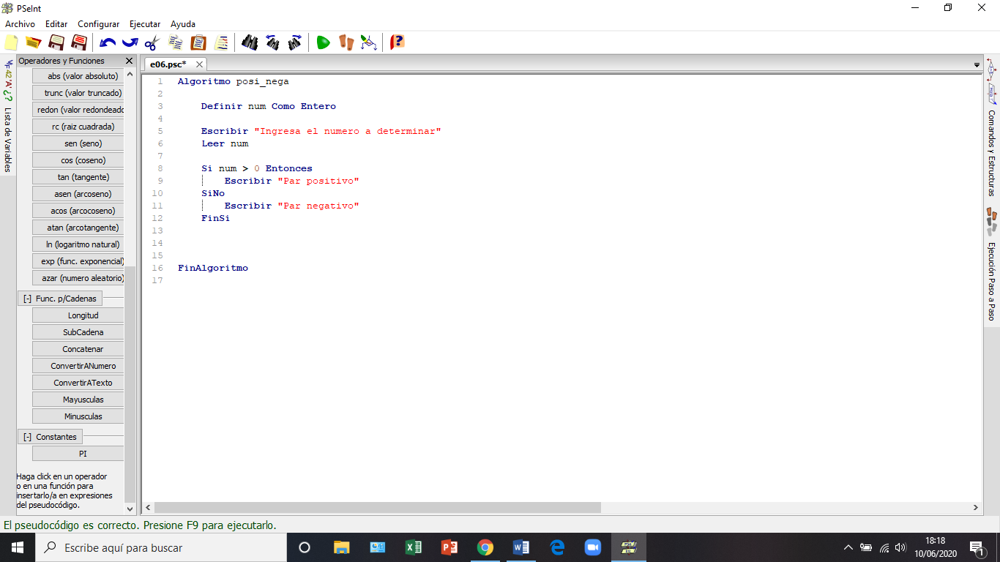 PSeInt
Archivo Editar Configurar Ejecutar Ayuda
Operadores y Funciones
e06.psc*
Lista de Variables
abs (valor absoluto)
trunc (valor truncado)
redon (valor redondeado
rc (raiz cuadrada)
sen (seno)
cos (coseno)
tan (tangente)
asen (arcoseno)
acos (arcocoseno)
atan (arcotangente)
ln (logaritmo natural)
exp (func. exponencial)
azar (numero aleatorio)
[-] Func. p/Cadenas
Longitud
SubCadena
Concatenar
ConvertirANumero
ConvertirATexto
Mayusculas
Minusculas
[-] Constantes
PI
Haga click en un operador
o en una función para
insertarlo/a en expresiones
del pseudocódigo.
1 Algoritmo posi_nega
2
3 Definir num Como Entero
4
5 Escribir "Ingresa el numero a determinar"
6 Leer num
7
8 Si num > 0 Entonces
9 Escribir "Par positivo"
10 SiNo
11 Escribir "Par negativo"
12 FinSi
13
14
15
16 FinAlgoritmo
17
Comandos y Estructuras
Ejecución Paso a Paso
El pseudocódigo es correcto. Presione F9 para ejecutarlo.
Escribe aquí para buscar
18:18
10/06/2020
1